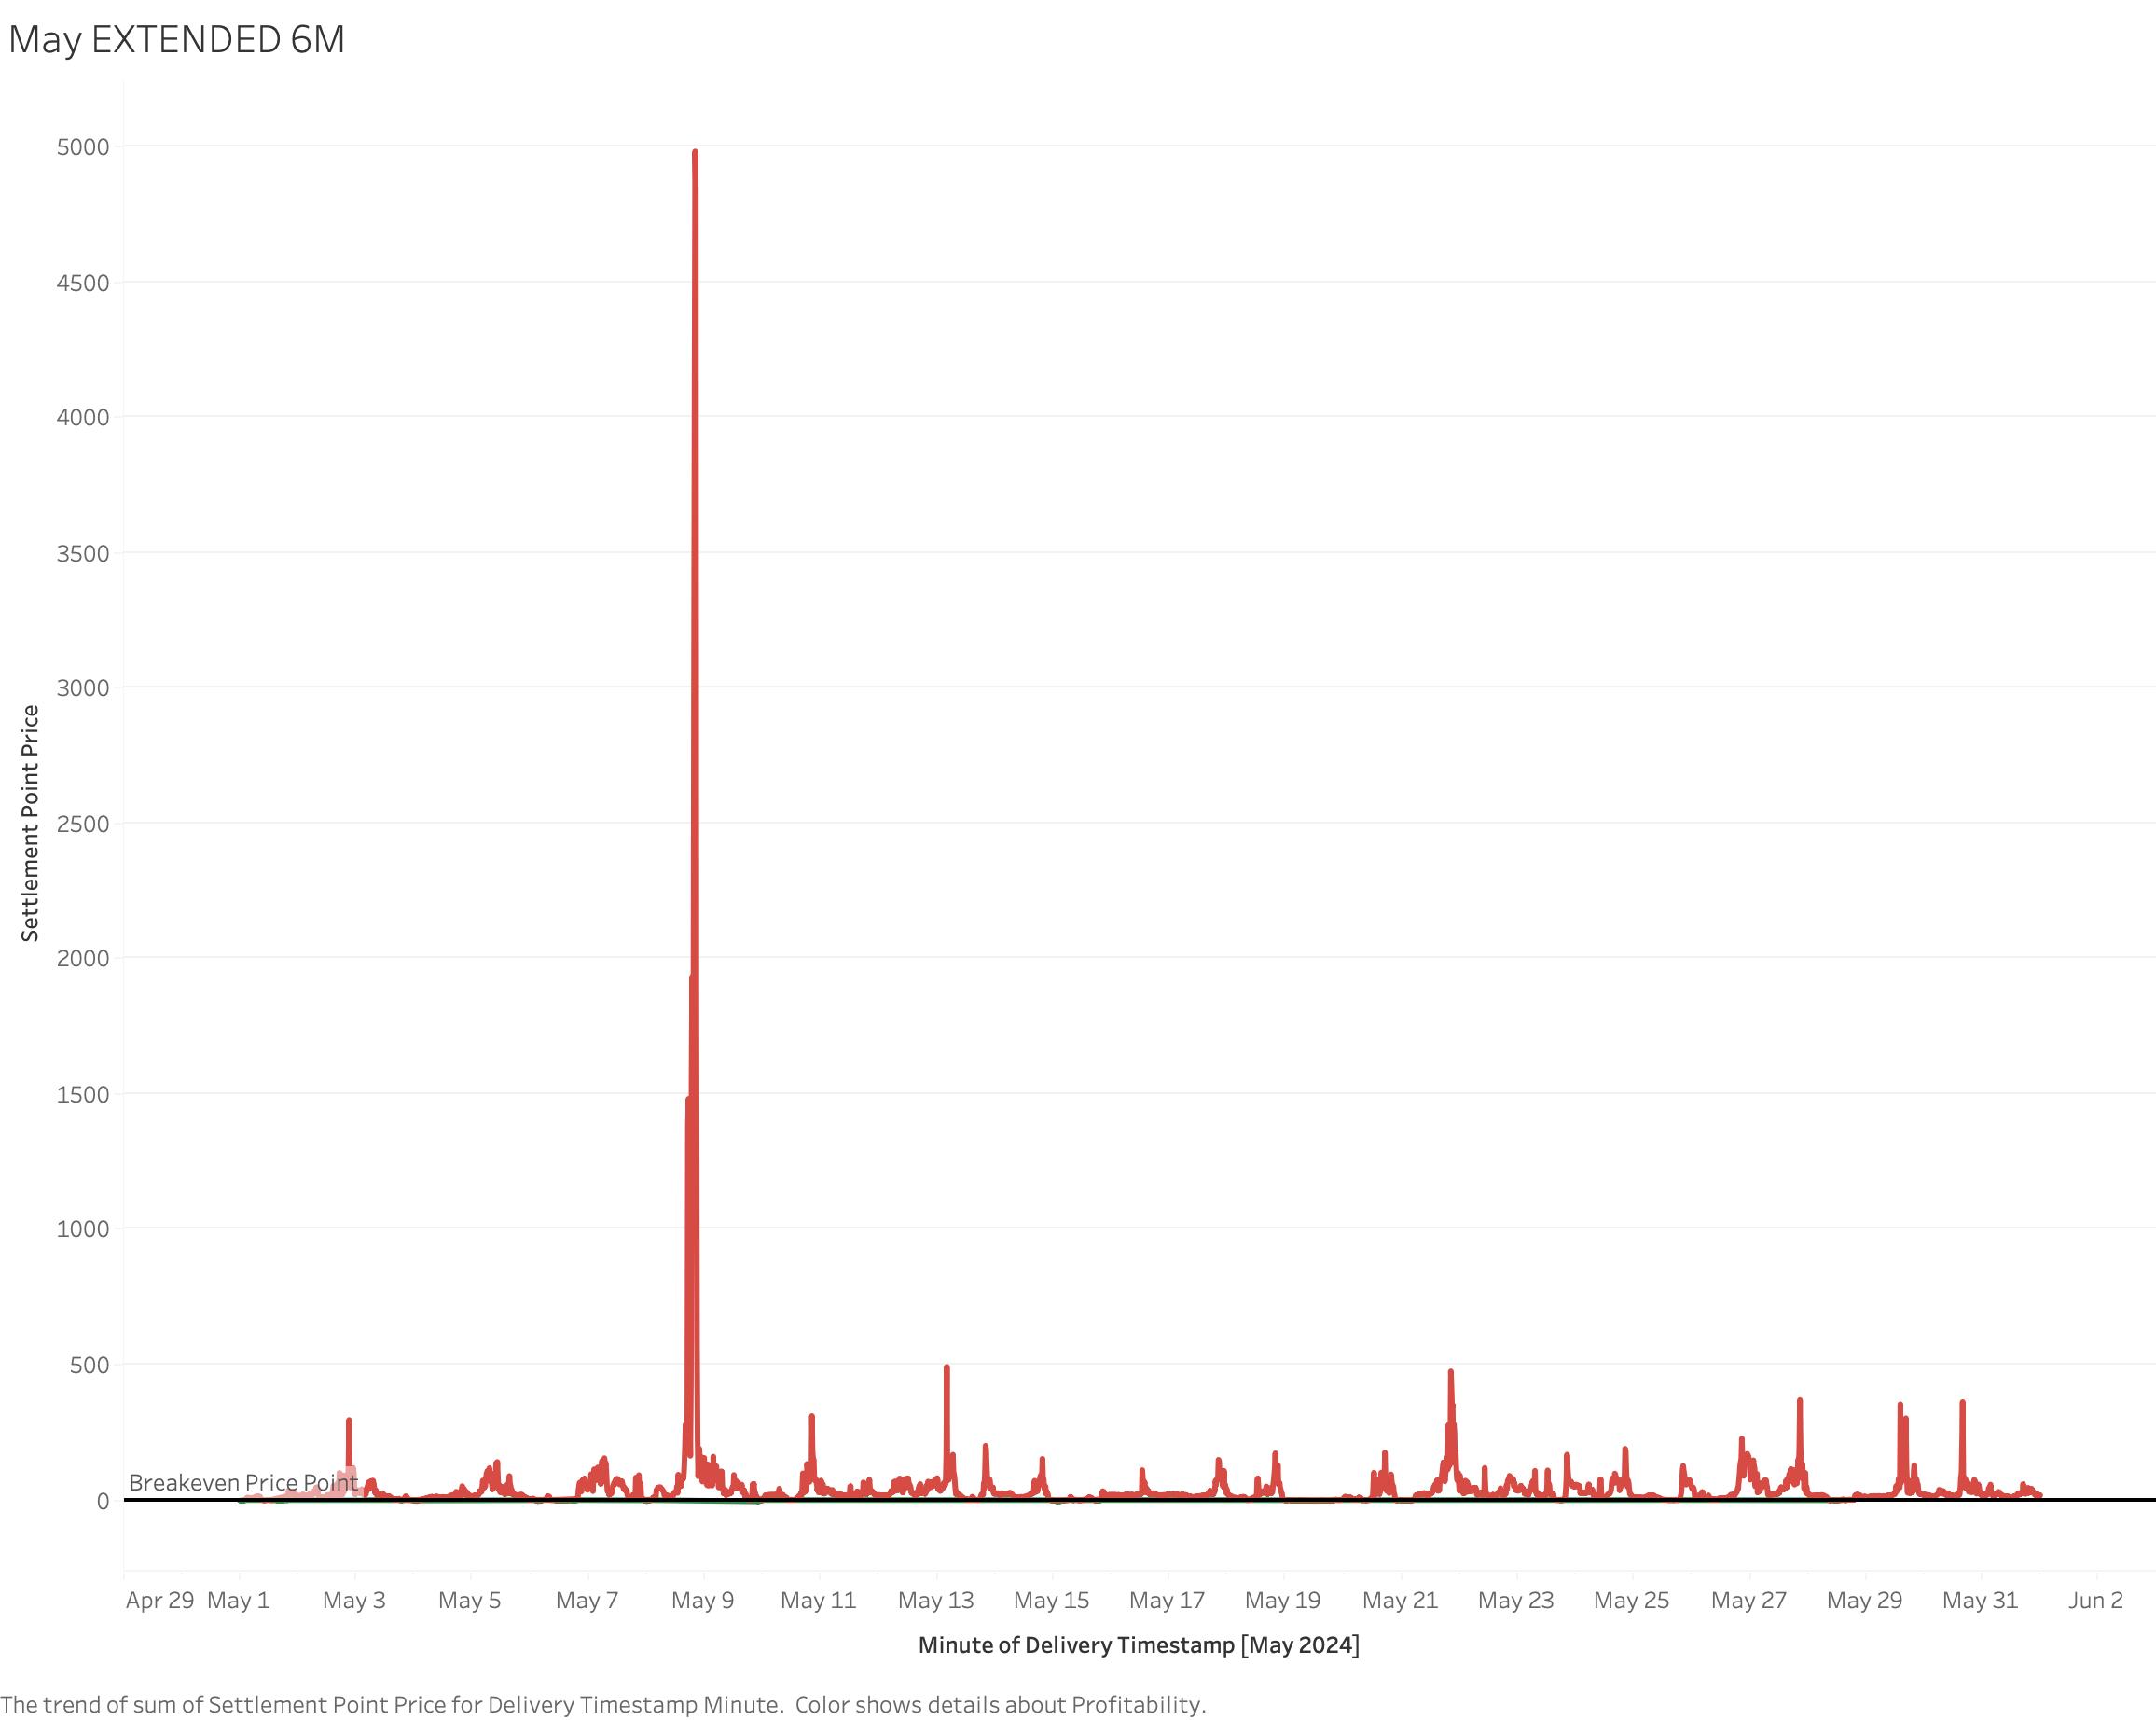 May EXTENDED 6M
5000
4500
4000
3500
3000
2500
2000
1500
1000
500
0
Settlement Point Price
Breakeven Price Point
Apr 29 May 1 May 3 May 5 May 7 May 9 May 11 May 13 May 15 May 17 May 19 May 21 May 23 May 25 May 27 May 29 May 31 Jun 2
Minute of Delivery Timestamp [May 2024]
The trend of sum of Settlement Point Price for Delivery Timestamp Minute.  Color shows details about Profitability.